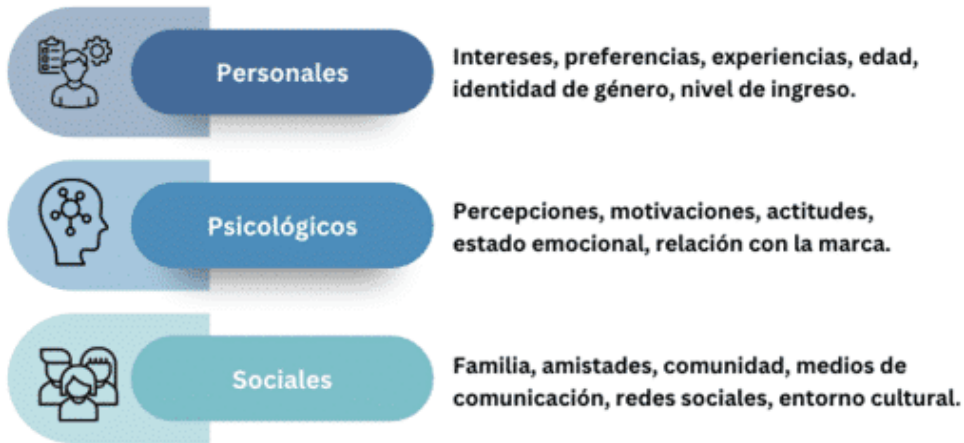 Personales
Intereses, preferencias, experiencias, edad,
identidad de género, nivel de ingreso.
Psicológicos
Percepciones, motivaciones, actitudes,
estado emocional, relación con la marca.
Sociales
Familia, amistades, comunidad, medios de
comunicación, redes sociales, entorno cultural.